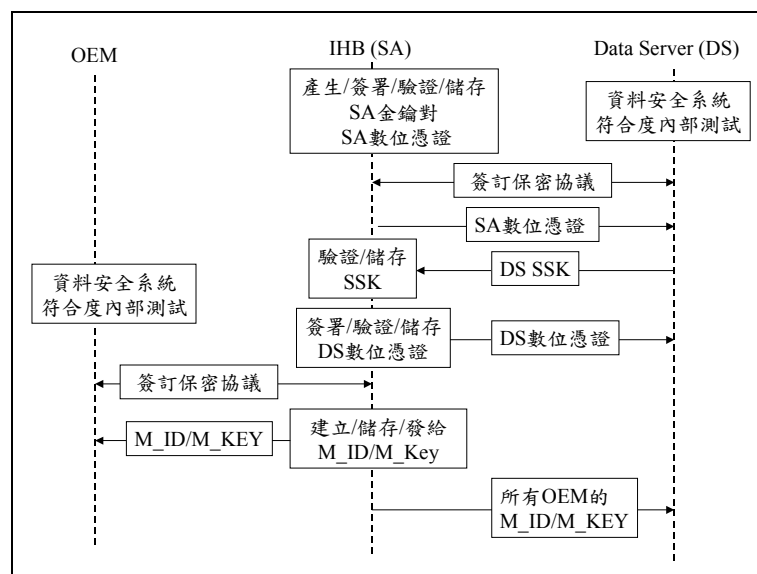 OEM
IHB (SA)
Data Server (DS)
產生/簽署/驗證/儲存
SA金鑰對
SA數位憑證
資料安全系統
符合度內部測試
簽訂保密協議
SA數位憑證
驗證/儲存
SSK
DS SSK
資料安全系統
符合度內部測試
簽署/驗證/儲存
DS數位憑證
DS數位憑證
簽訂保密協議
M_ID/M_KEY
建立/儲存/發給
M_ID/M_Key
所有OEM的
M_ID/M_KEY